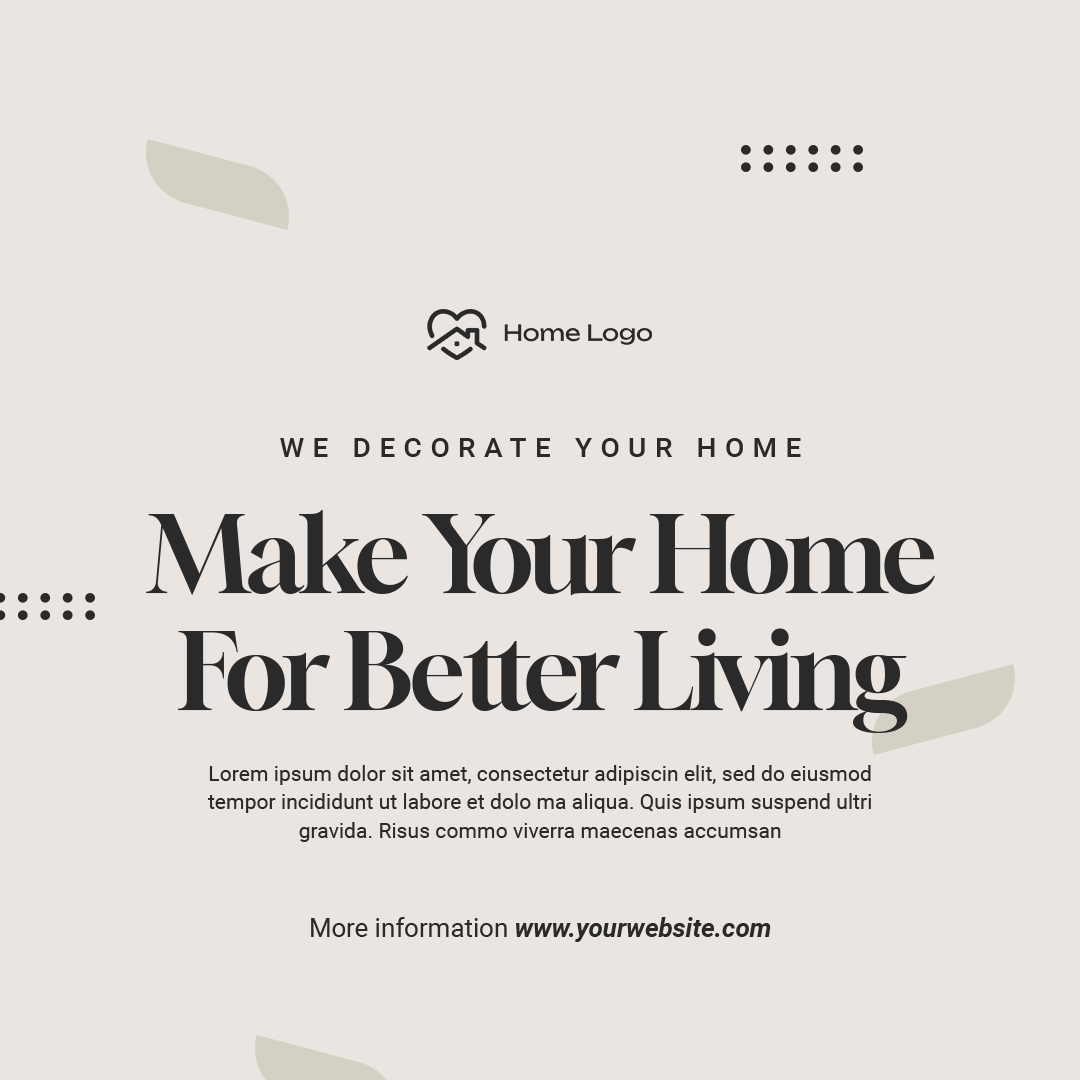 Home Logo
WE DECORATE YOUR HOME
Make Your Home
For Better Living
Lorem ipsum dolor sit amet, consectetur adipiscin elit, sed do eiusmod
tempor incididunt ut labore et dolo ma aliqua. Quis ipsum suspend ultri
gravida. Risus commo viverra maecenas accumsan
More information www.yourwebsite.com